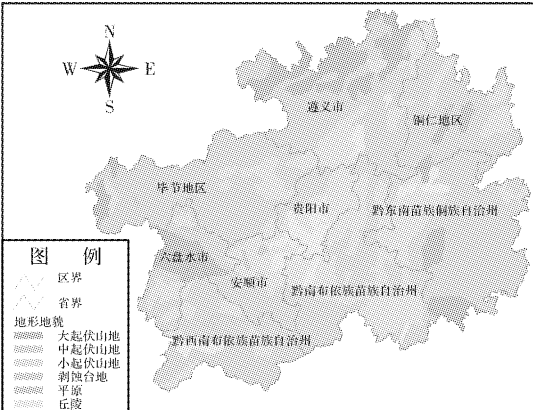 N
W E
S
遵义市
铜仁地区
毕节地区
贵阳市
黔东南苗族侗族自治州
六盘水市
安顺市
黔南布依族苗族自治州
黔西南布依族苗族自治州
图 例
区界
省界
地形地貌
大起伏山地
中起伏山地
小起伏山地
剥蚀台地
平原
丘陵